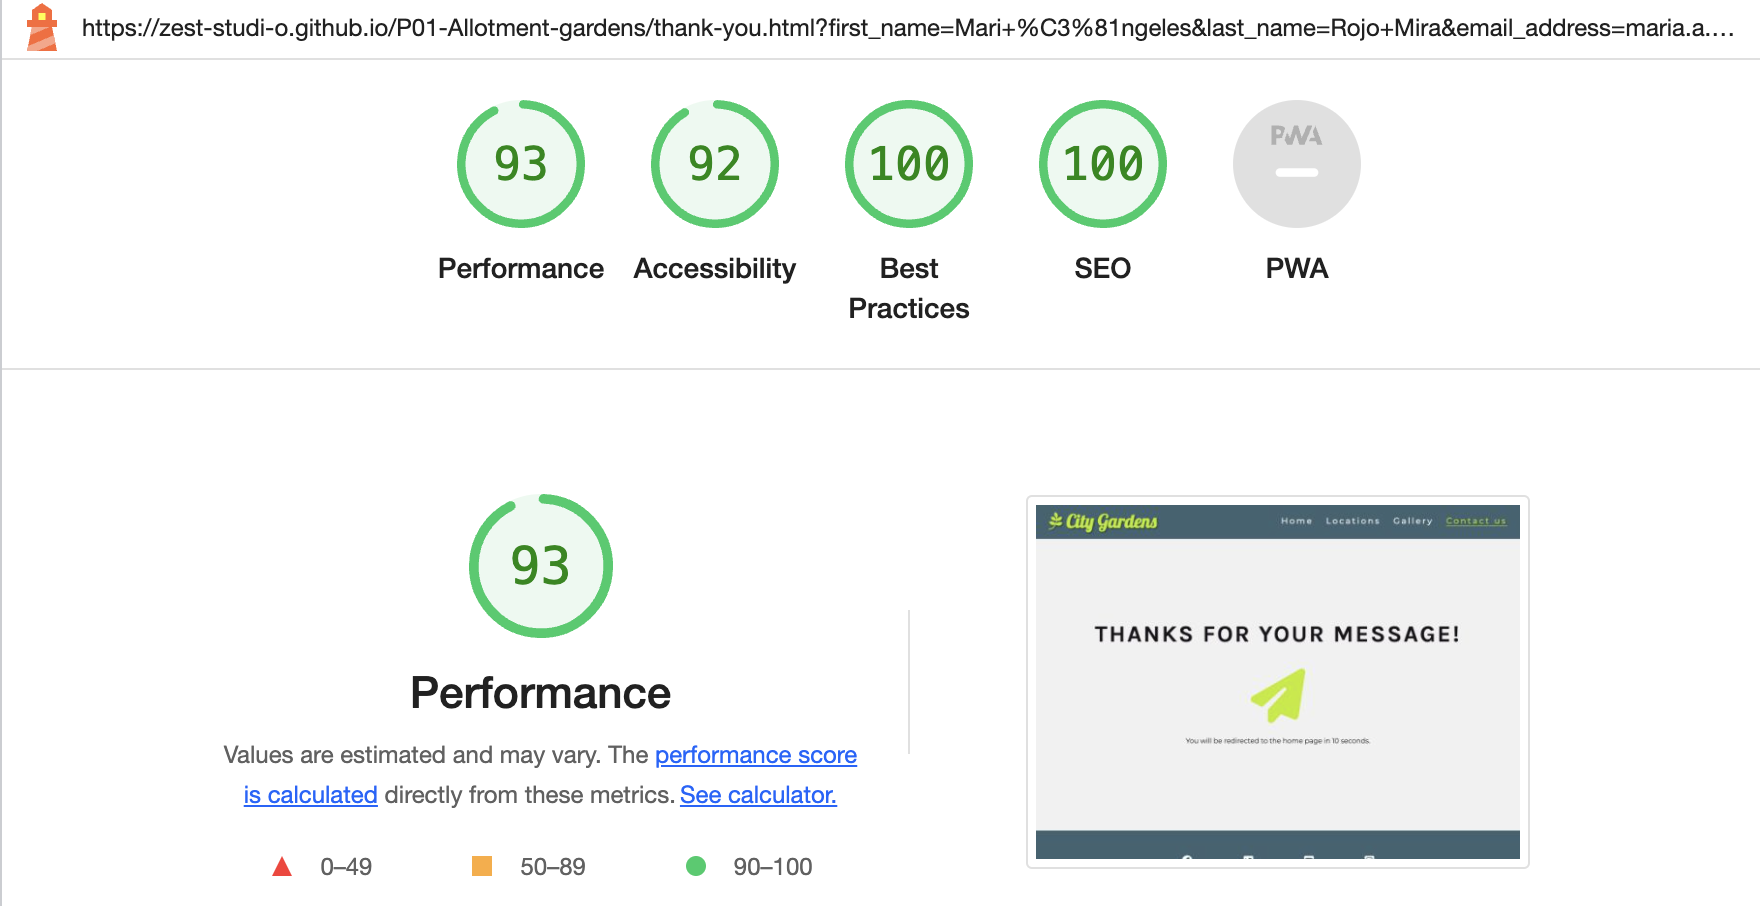 https://zest-studi-o.github.io/P01-Allotment-gardens/thank-you.html?first_name=Mari+%C3%81ngeles&last_name=Rojo+Mira&email_address=maria.a....
93
Performance
92
Accessibility
100
Best
Practices
100
SEO
PWA
PWA
93
Performance
Values are estimated and may vary. The performance score
is calculated directly from these metrics. See calculator.
0–49
50–89
90–100
City Gardens
Home Locations Gallery Contact us
THANKS FOR YOUR MESSAGE!
You will be redirected to the home page in 10 seconds.